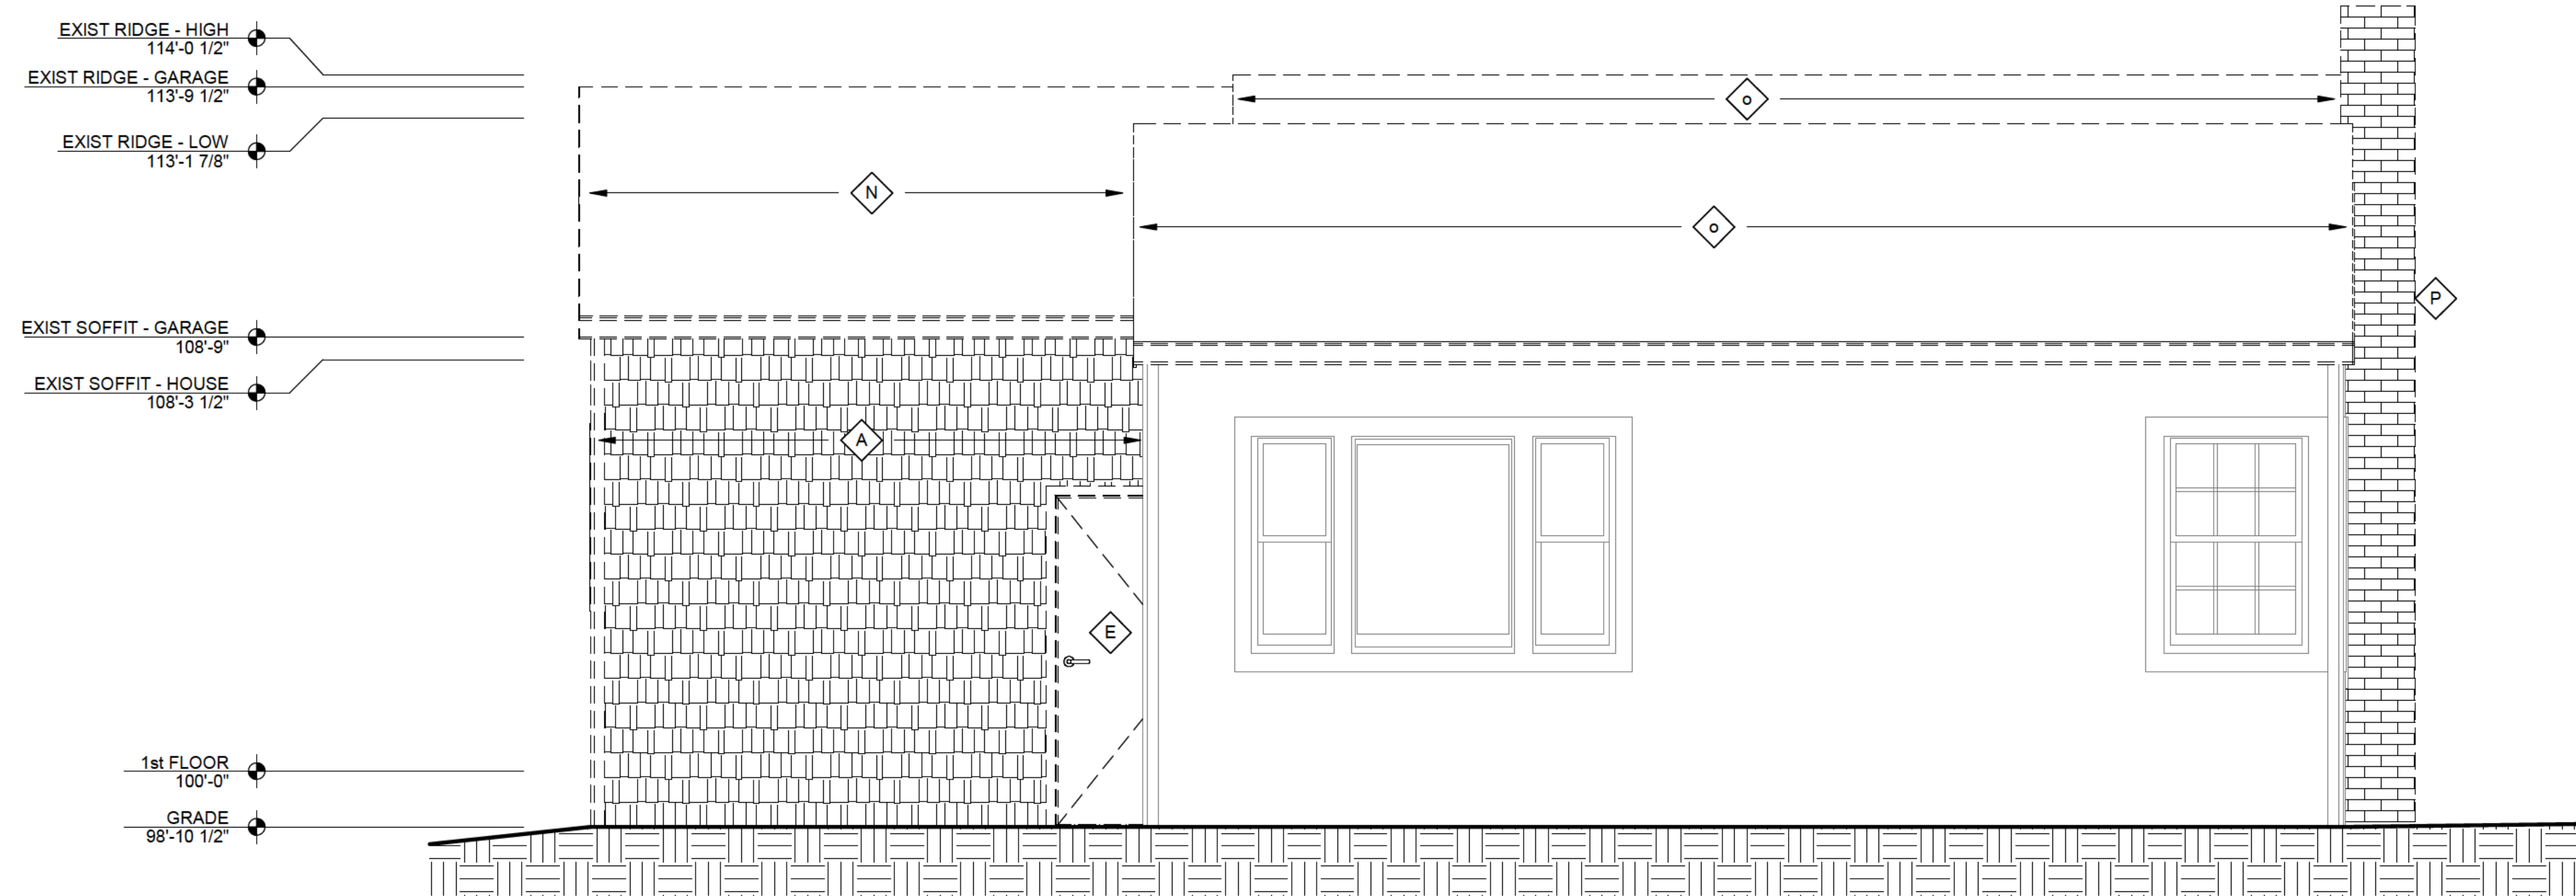 EXIST RIDGE - HIGH
114'-0 1/2"
EXIST RIDGE - GARAGE
113'-9 1/2"
EXIST RIDGE - LOW
113'-1 7/8"
EXIST SOFFIT - GARAGE
108'-9"
EXIST SOFFIT - HOUSE
108'-3 1/2"
1st FLOOR
100'-0"
GRADE
98'-10 1/2"
o
N
o
P
A
E